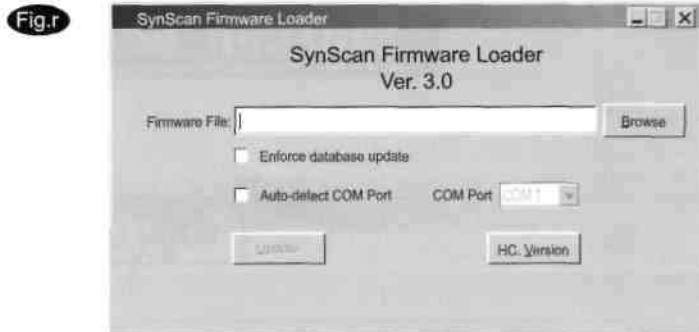 Fig.r
SynScan Firmware Loader
SynScan Firmware Loader
Ver. 3.0
Firmware File:
Browse
Enforce database update
Auto-detect COM Port COM Port COM 1
Update HC. Version